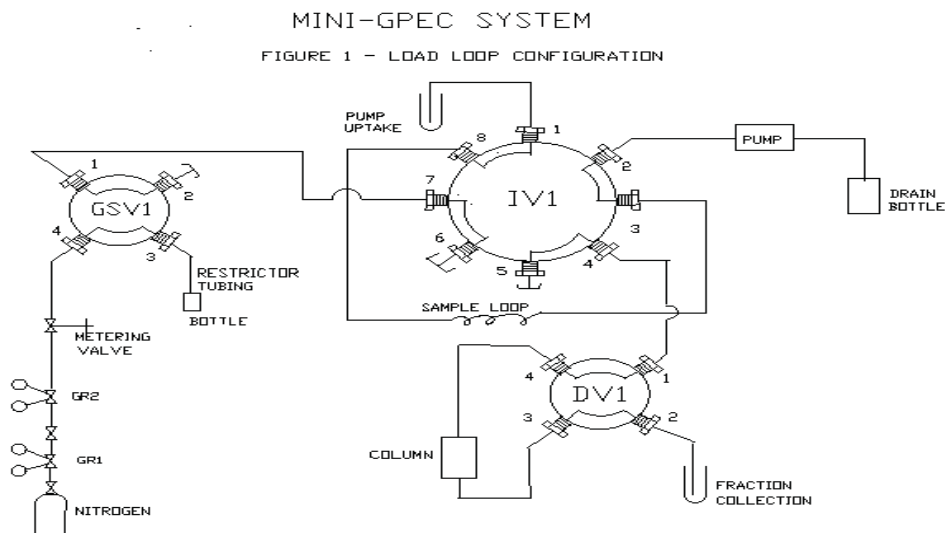 MINI-GPEC SYSTEM
FIGURE 1 - LOAD LOOP CONFIGURATION
PUMP
UPTAKE
8
1
2
PUMP
DRAIN
BOTTLE
1
2
GSV1
4
3
7
IV1
3
6
5
4
RESTRICTOR
TUBING
BOTTLE
SAMPLE LOOP
METERING
VALVE
GR2
GR1
NITROGEN
4
1
DV1
3
2
COLUMN
FRACTION
COLLECTION